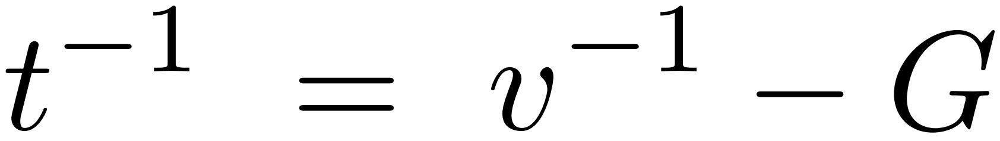 t⁻¹ = v⁻¹ − G